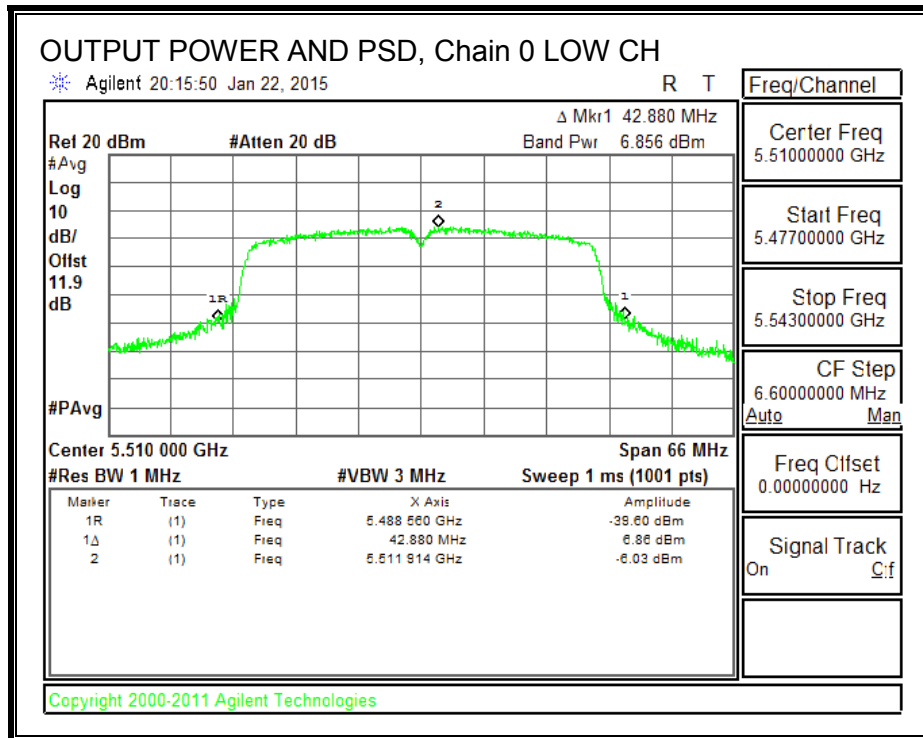 OUTPUT POWER AND PSD, Chain 0 LOW CH
Agilent 20:15:50 Jan 22, 2015 R T
Freq/Channel
Δ Mkr1 42.880 MHz
Ref 20 dBm #Atten 20 dB Band Pwr 6.856 dBm
#Avg
Log
10
dB/
Offst
11.9
dB
#PAvg
2
1R
1
Center 5.510 000 GHz Span 66 MHz
#Res BW 1 MHz #VBW 3 MHz Sweep 1 ms (1001 pts)
Marker Trace Type X Axis Amplitude
1R (1) Freq 5.488 560 GHz -39.60 dBm
1Δ (1) Freq 42.880 MHz 6.86 dBm
2 (1) Freq 5.511 914 GHz -6.03 dBm
Center Freq
5.51000000 GHz
Start Freq
5.47700000 GHz
Stop Freq
5.54300000 GHz
CF Step
6.60000000 MHz
Auto Man
Freq Offset
0.00000000 Hz
Signal Track
On Off
Copyright 2000-2011 Agilent Technologies